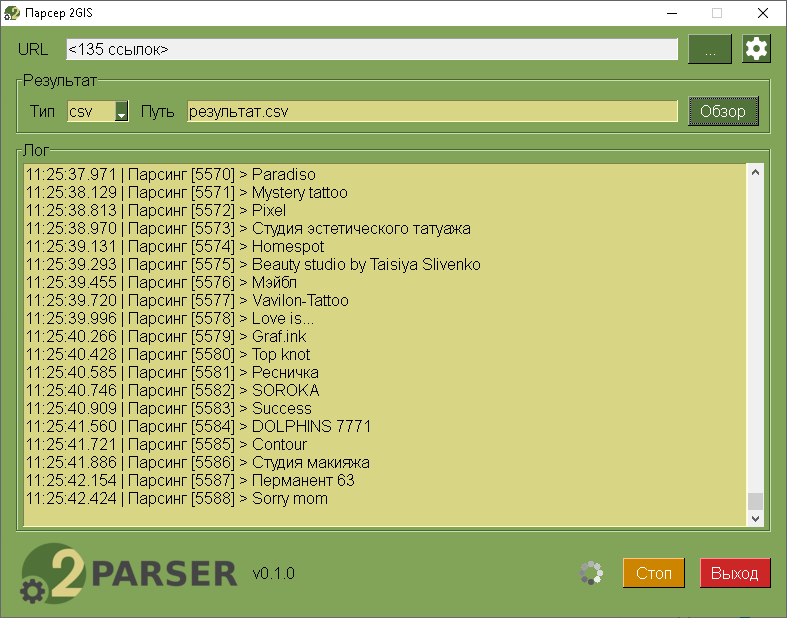 Парсер 2GIS
URL <135 ссылок> ...
Результат
Тип csv Путь результат.csv Обзор
Лог
11:25:37.971 | Парсинг [5570] > Paradiso
11:25:38.129 | Парсинг [5571] > Mystery tattoo
11:25:38.813 | Парсинг [5572] > Pixel
11:25:38.970 | Парсинг [5573] > Студия эстетического татуажа
11:25:39.131 | Парсинг [5574] > Homespot
11:25:39.293 | Парсинг [5575] > Beauty studio by Taisiya Slivenko
11:25:39.455 | Парсинг [5576] > Мэйбл
11:25:39.720 | Парсинг [5577] > Vavilon-Tattoo
11:25:39.996 | Парсинг [5578] > Love is...
11:25:40.266 | Парсинг [5579] > Graf.ink
11:25:40.428 | Парсинг [5580] > Top knot
11:25:40.585 | Парсинг [5581] > Ресничка
11:25:40.746 | Парсинг [5582] > SOROKA
11:25:40.909 | Парсинг [5583] > Success
11:25:41.560 | Парсинг [5584] > DOLPHINS 7771
11:25:41.721 | Парсинг [5585] > Contour
11:25:41.886 | Парсинг [5586] > Студия макияжа
11:25:42.154 | Парсинг [5587] > Перманент 63
11:25:42.424 | Парсинг [5588] > Sorry mom
2PARSER v0.1.0 Стоп Выход